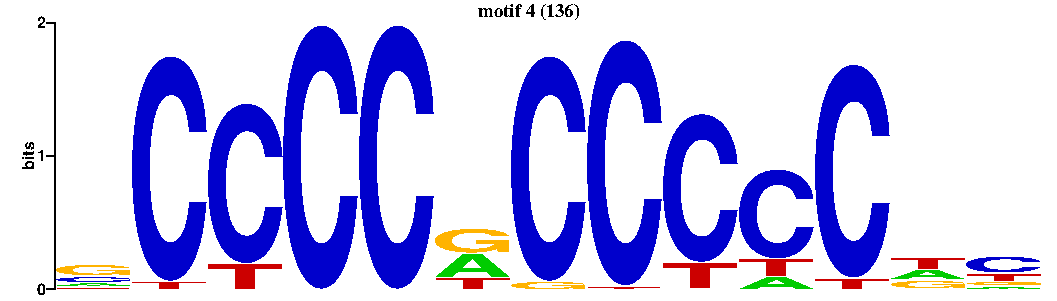 motif 4 (136)
2
bits
1
0
G C C C C G C C C C C T C
C T T A G T T T A T
A T A G
T